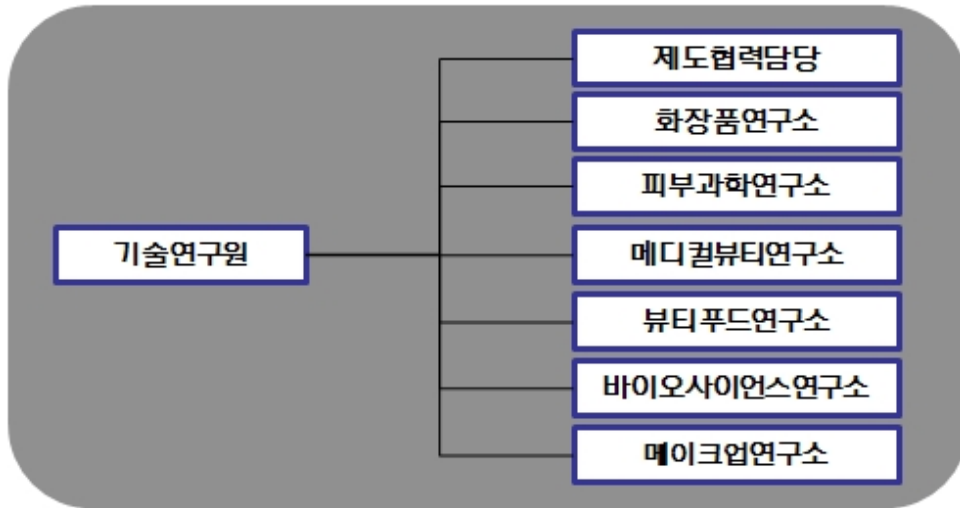 제도협력담당
화장품연구소
피부과학연구소
기술연구원
메디컬뷰티연구소
뷰티푸드연구소
바이오사이언스연구소
메이크업연구소